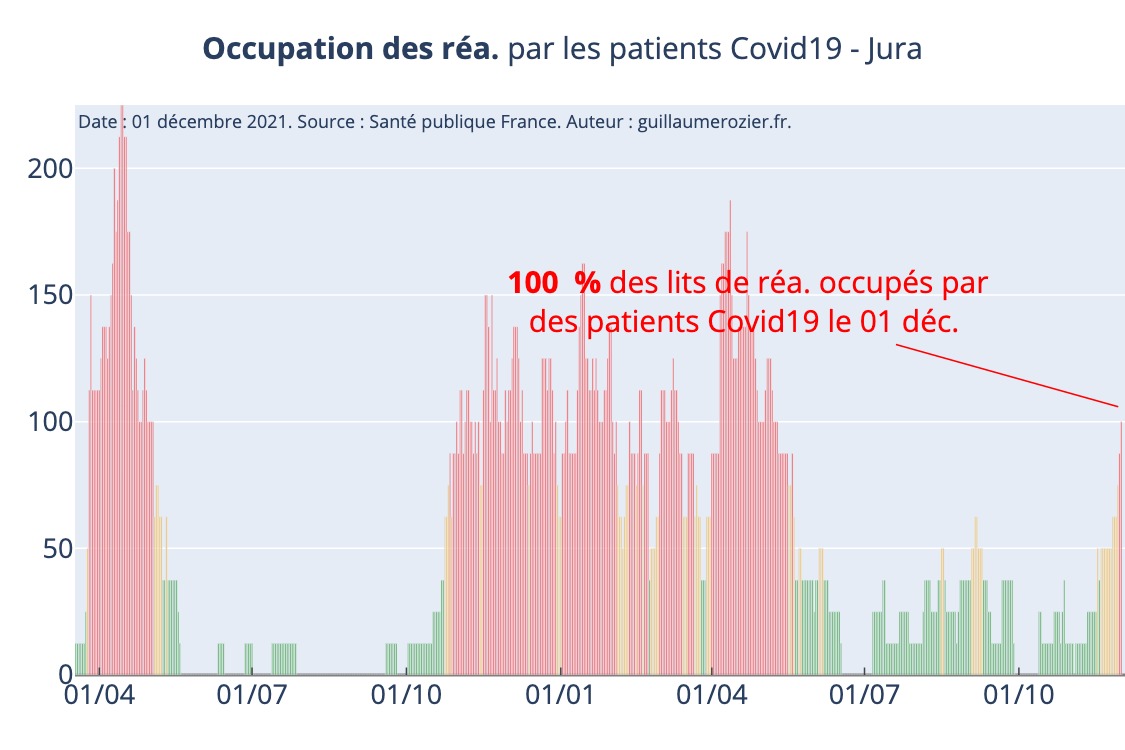 Occupation des réa. par les patients Covid19 - Jura
Date : 01 décembre 2021. Source : Santé publique France. Auteur : guillaumerozier.fr.
200
150
100
50
0
100 % des lits de réa. occupés par
des patients Covid19 le 01 déc.
01/04 01/07 01/10 01/01 01/04 01/07 01/10